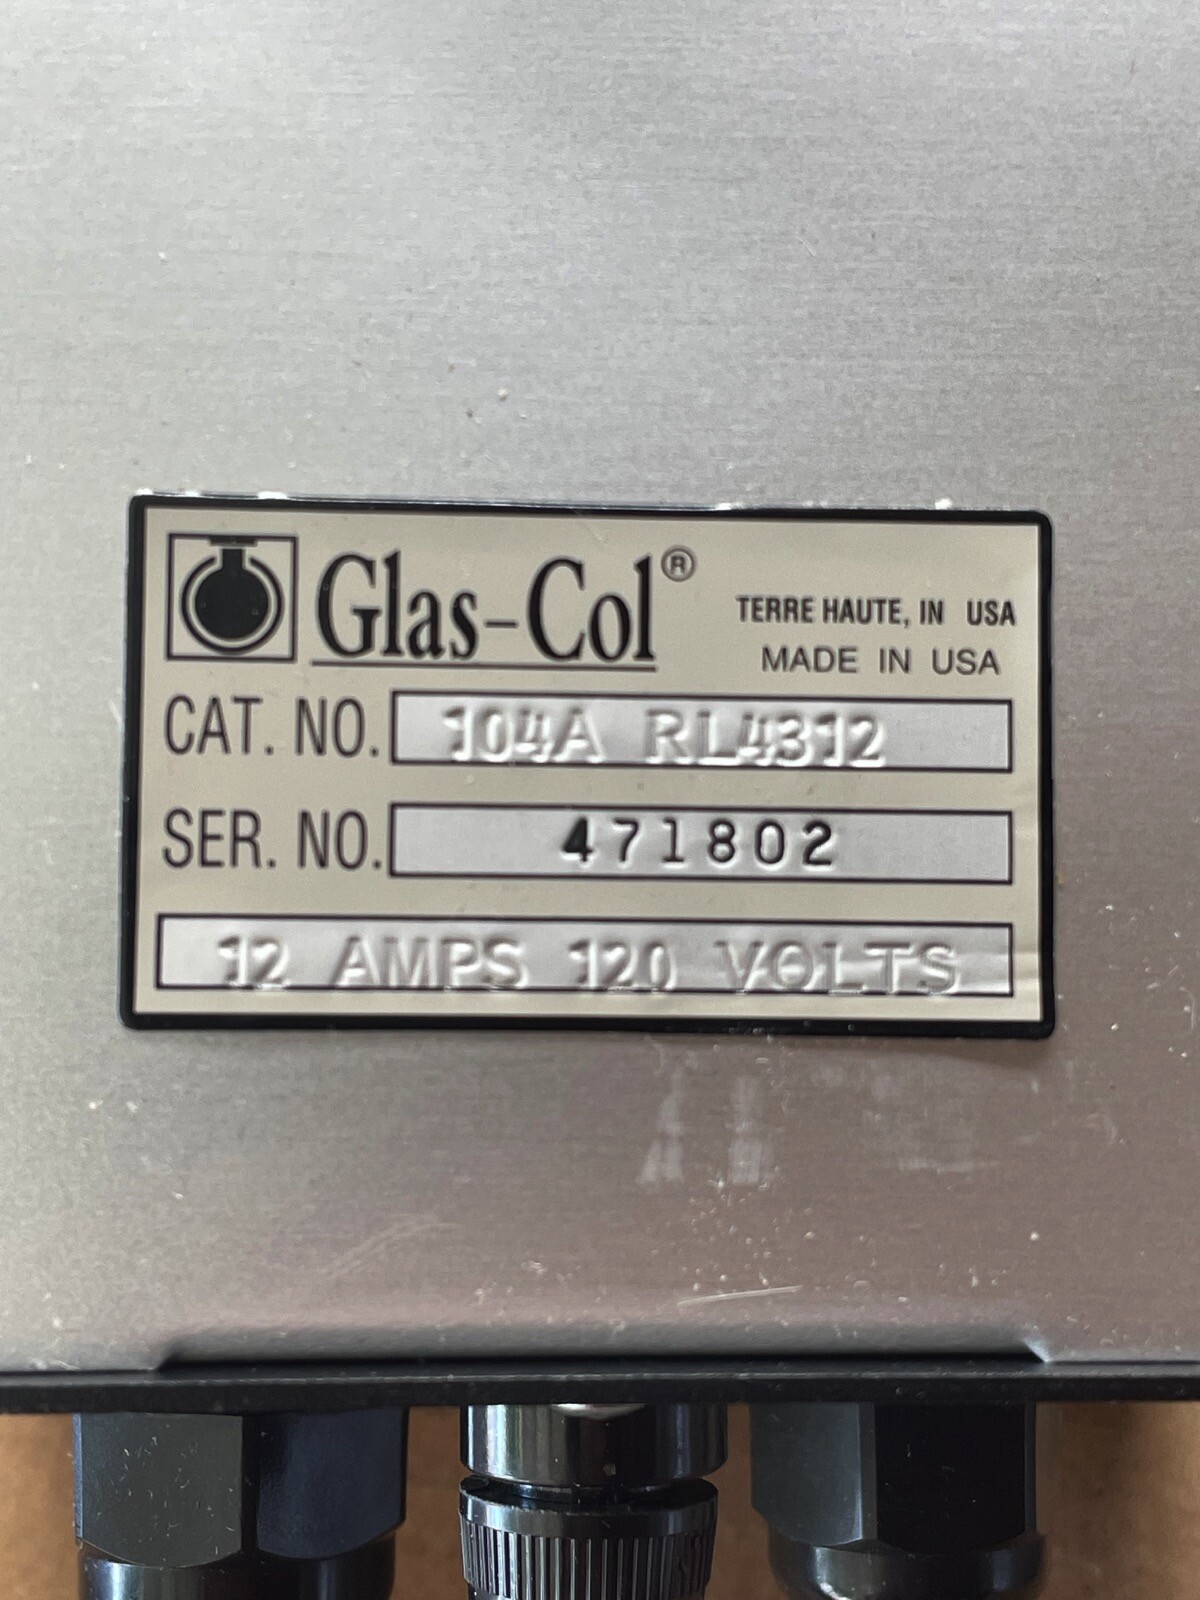 Glas-Col®
TERRE HAUTE, IN USA
MADE IN USA
CAT. NO. 104A RL4312
SER. NO. 471802
12 AMPS 120 VOLTS